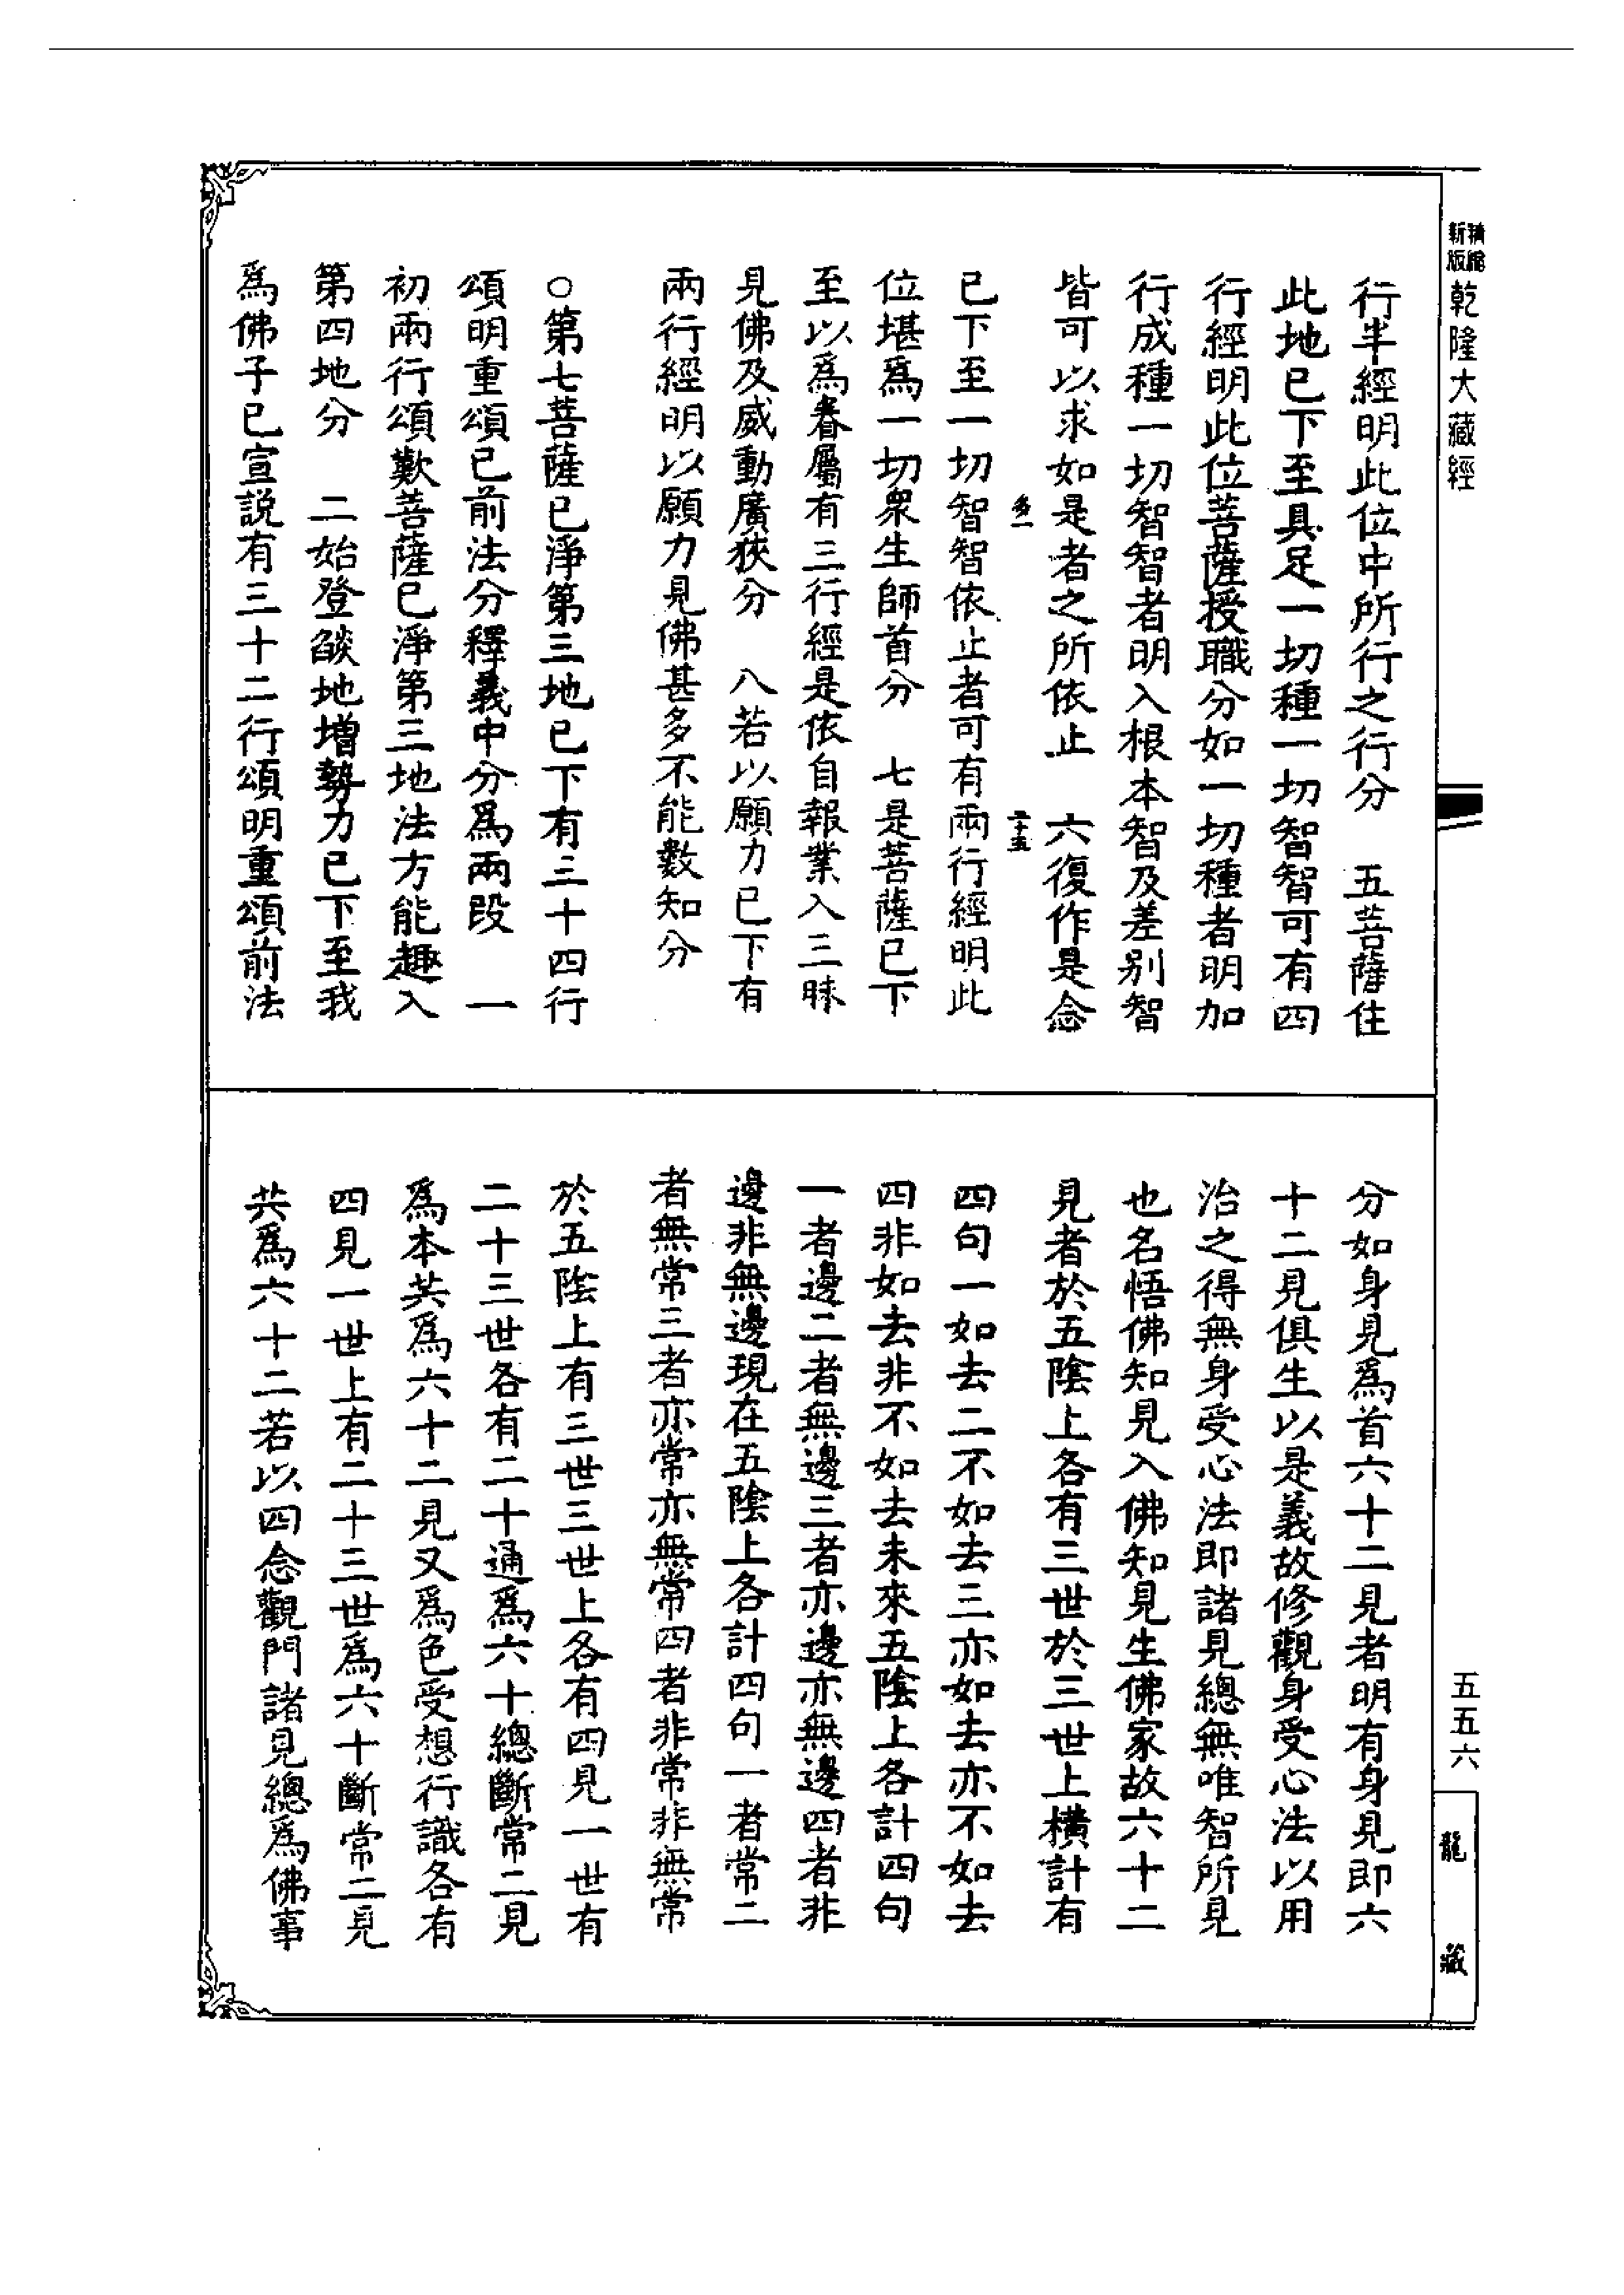 精縮
新版
乾隆大藏經
行半經明此位中所行之行分　五菩薩住
此地已下至具足一切種一切智智可有四
行經明此位菩薩授職分如一切種者明加
行成種一切智智者明入根本智及差別智
皆可以求如是者之所依止　六復作是念
二十五
已下至一切智智依止者可有兩行經明此
位堪爲一切衆生師首分　七是菩薩已下
至以爲眷屬有三行經是依自報業入三昧
見佛及威動廣狹分　八若以願力已下有
兩行經明以願力見佛甚多不能數知分
○第七菩薩已淨第三地已下有三十四行
頌明重頌已前法分釋義中分爲兩段　一
初兩行頌歎菩薩已淨第三地法方能趣入
第四地分　二始登燄地增勢力已下至我
爲佛子已宣説有三十二行頌明重頌前法
分如身見爲首六十二見者明有身見即六
十二見俱生以是義故修觀身受心法以用
治之得無身受心法即諸見總無唯智所見
也名悟佛知見入佛知見生佛家故六十二
見者於五陰上各有三世於三世上橫計有
四句一如去二不如去三亦如去亦不如去
四非如去非不如去未來五陰上各計四句
一者邊二者無邊三者亦邊亦無邊四者非
邊非無邊現在五陰上各計四句一者常二
者無常三者亦常亦無常四者非常非無常
於五陰上有三世三世上各有四見一世有
二十三世各有二十通爲六十總斷常二見
爲本共爲六十二見又爲色受想行識各有
四見一世上有二十三世爲六十斷常二見
共爲六十二若以四念觀門諸見總爲佛事
五五六
龍藏